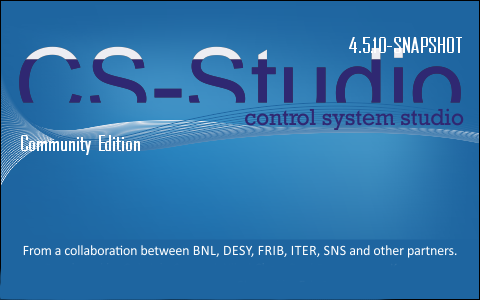 4.5.10-SNAPSHOT
CS-Studio
control system studio
Community Edition
From a collaboration between BNL, DESY, FRIB, ITER, SNS and other partners.